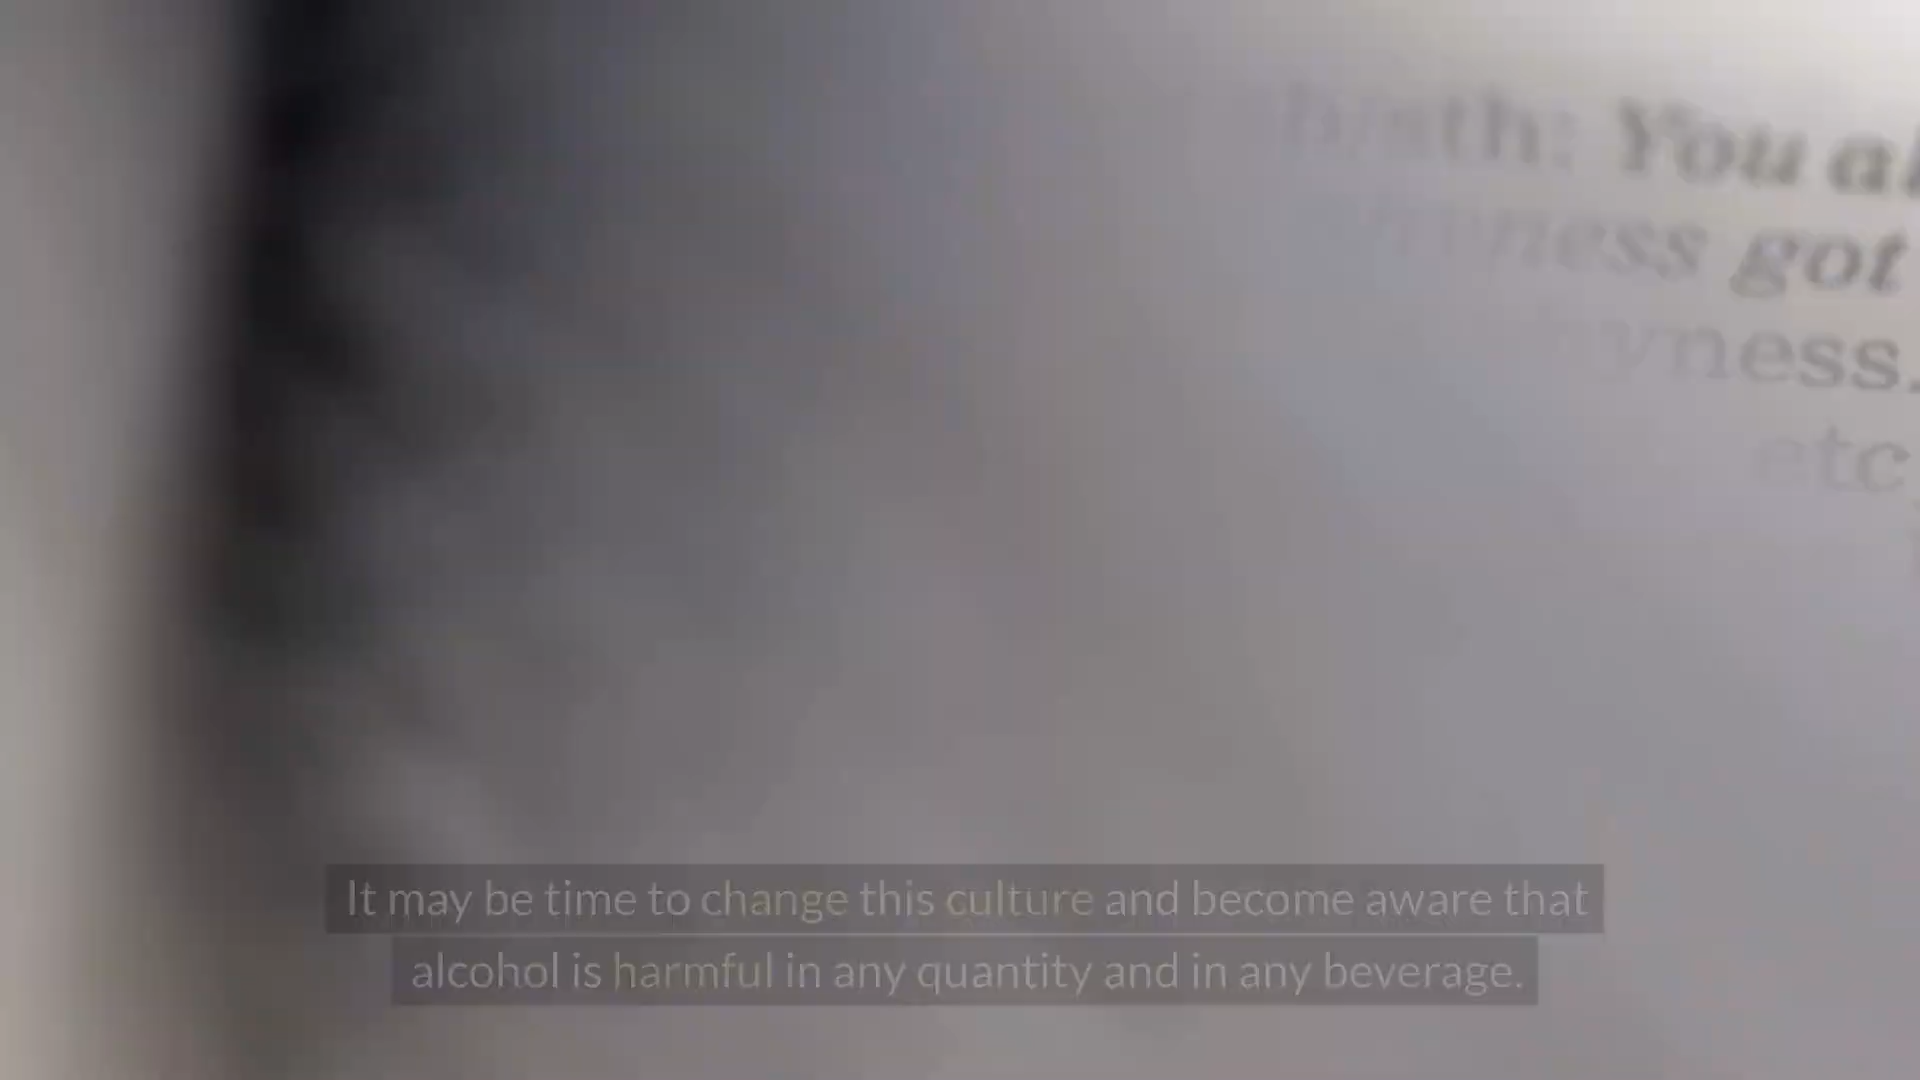 You
got
etc
It may be time to change this culture and become aware that
alcohol is harmful in any quantity and in any beverage.